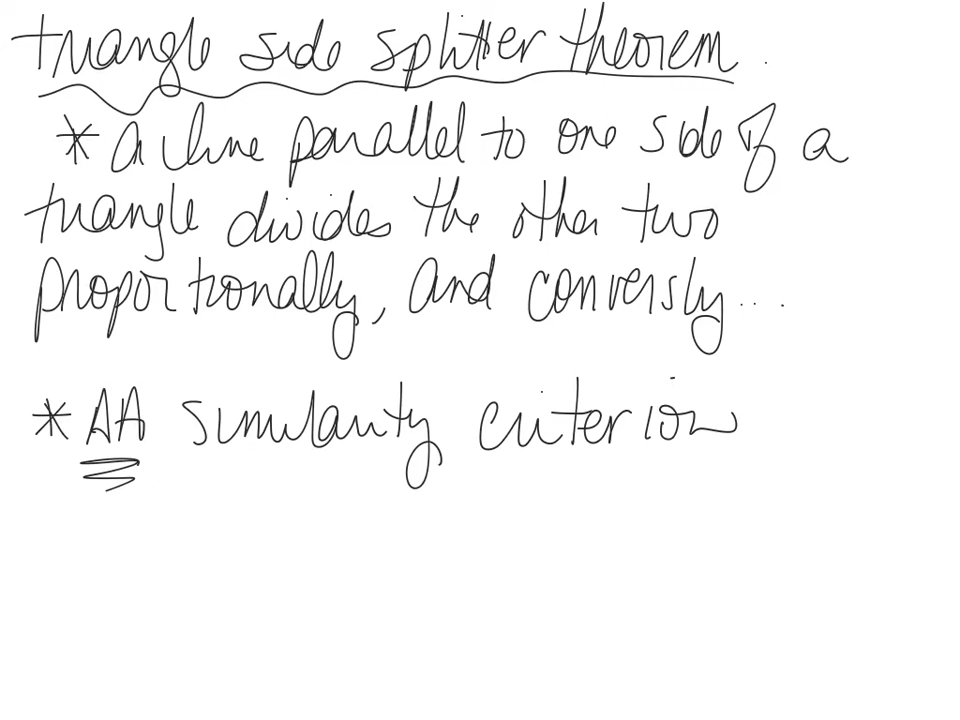 triangle side splitter theorem
* a line parallel to one side of a
triangle divides the other two
proportionally, and conversly...
* AA similarity criterion